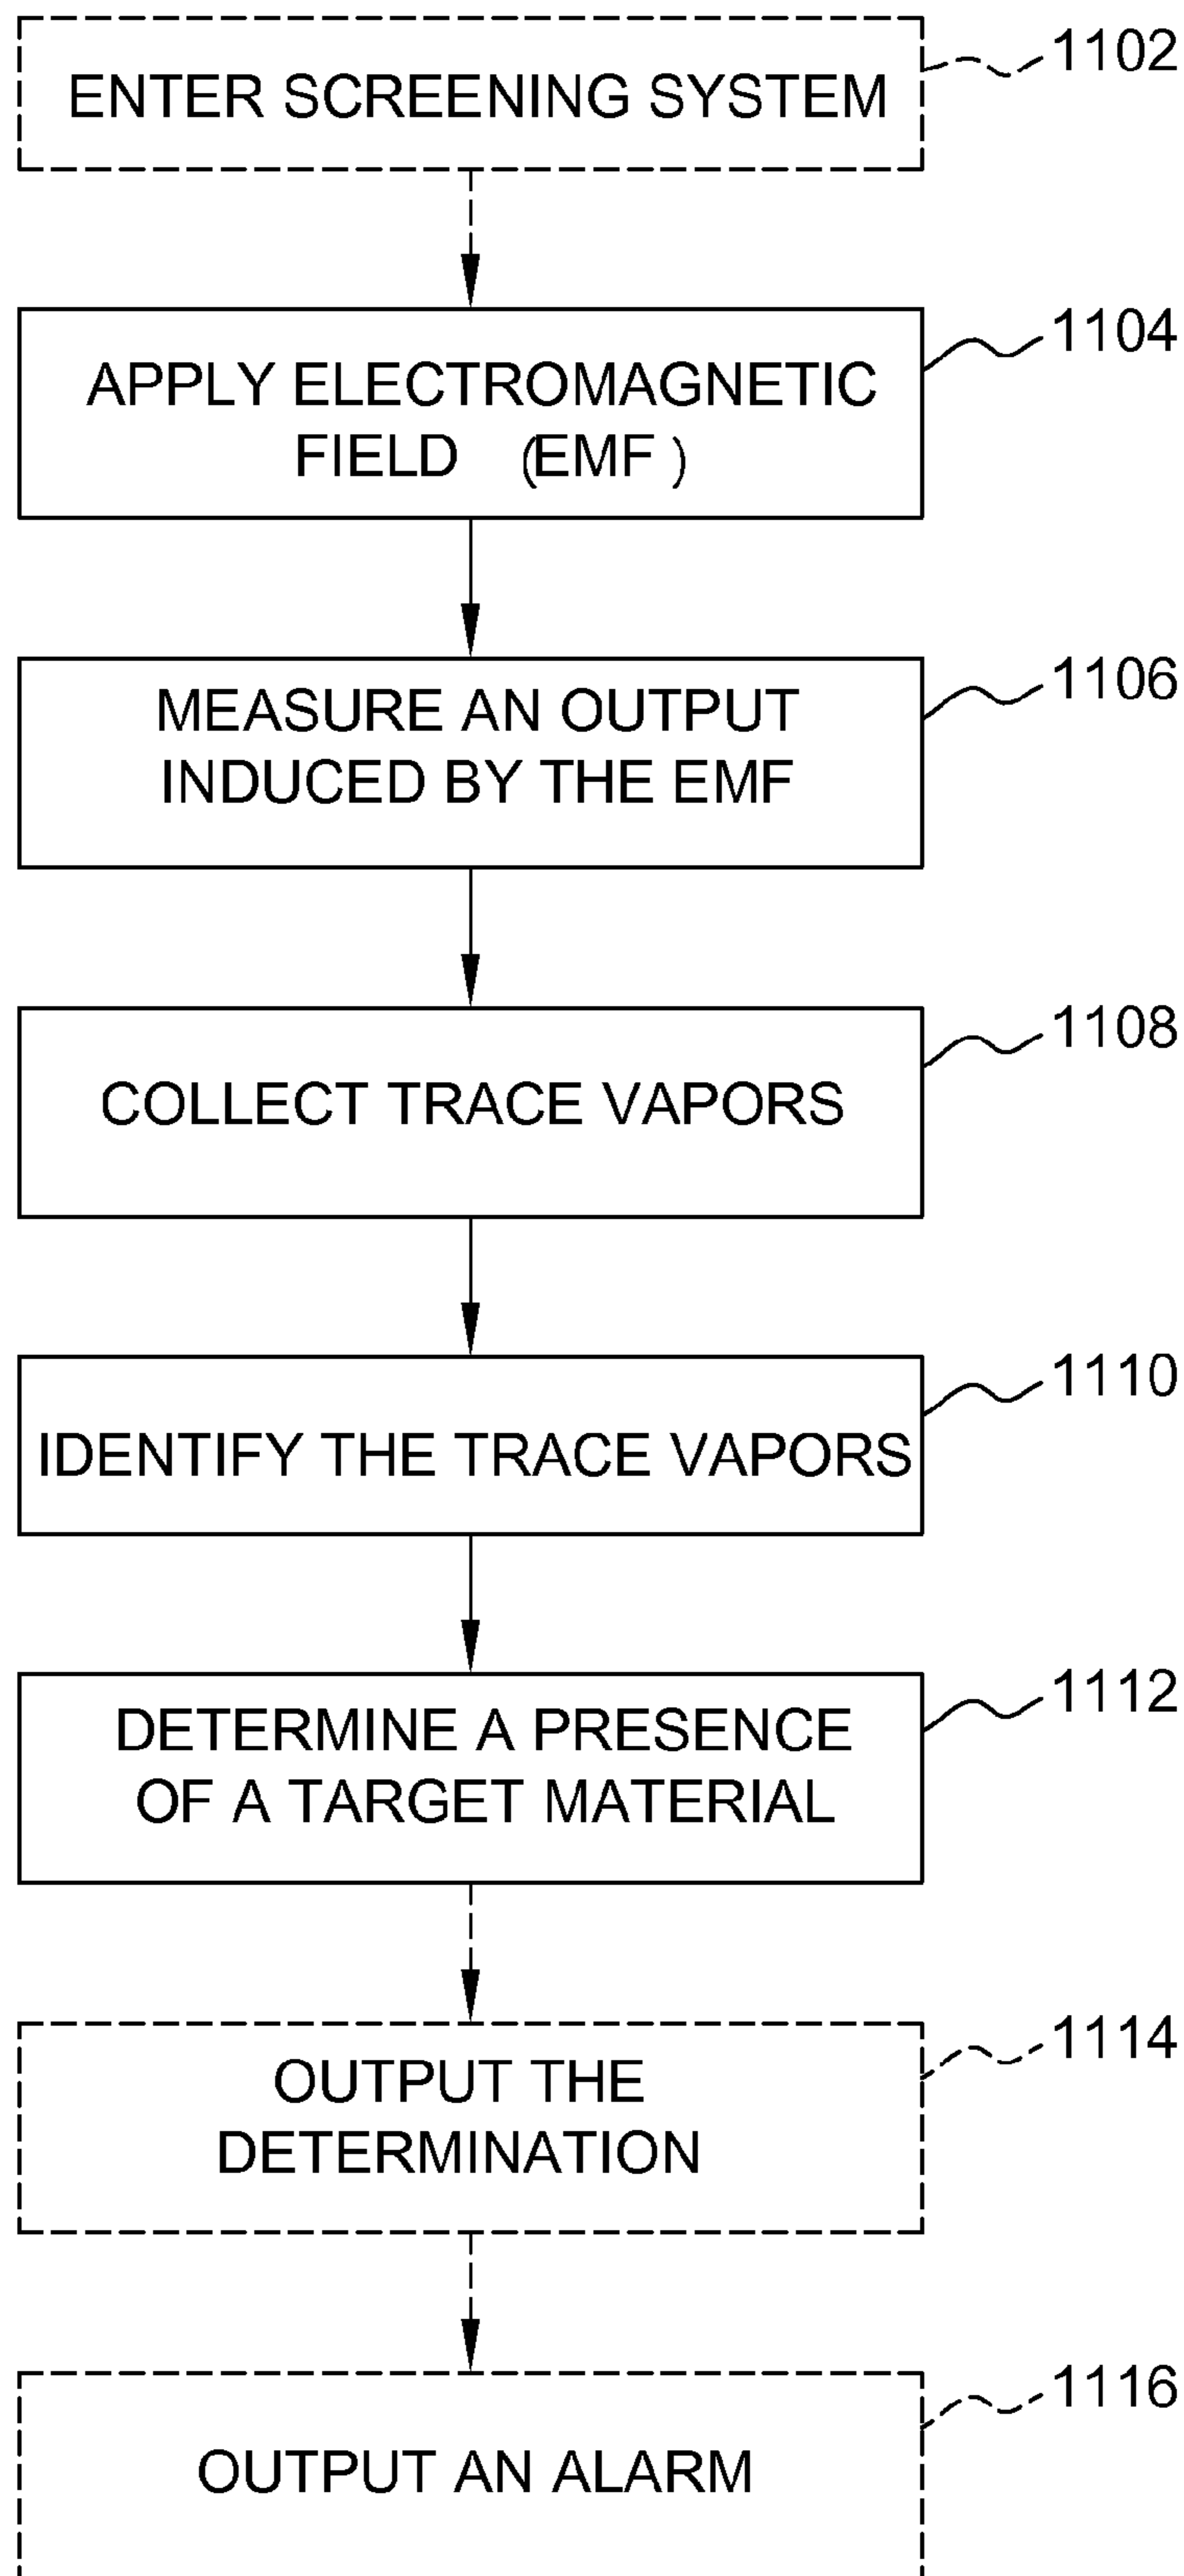 ENTER SCREENING SYSTEM
1102
APPLY ELECTROMAGNETIC
FIELD (EMF)
1104
MEASURE AN OUTPUT
INDUCED BY THE EMF
1106
COLLECT TRACE VAPORS
1108
IDENTIFY THE TRACE VAPORS
1110
DETERMINE A PRESENCE
OF A TARGET MATERIAL
1112
OUTPUT THE
DETERMINATION
1114
OUTPUT AN ALARM
1116